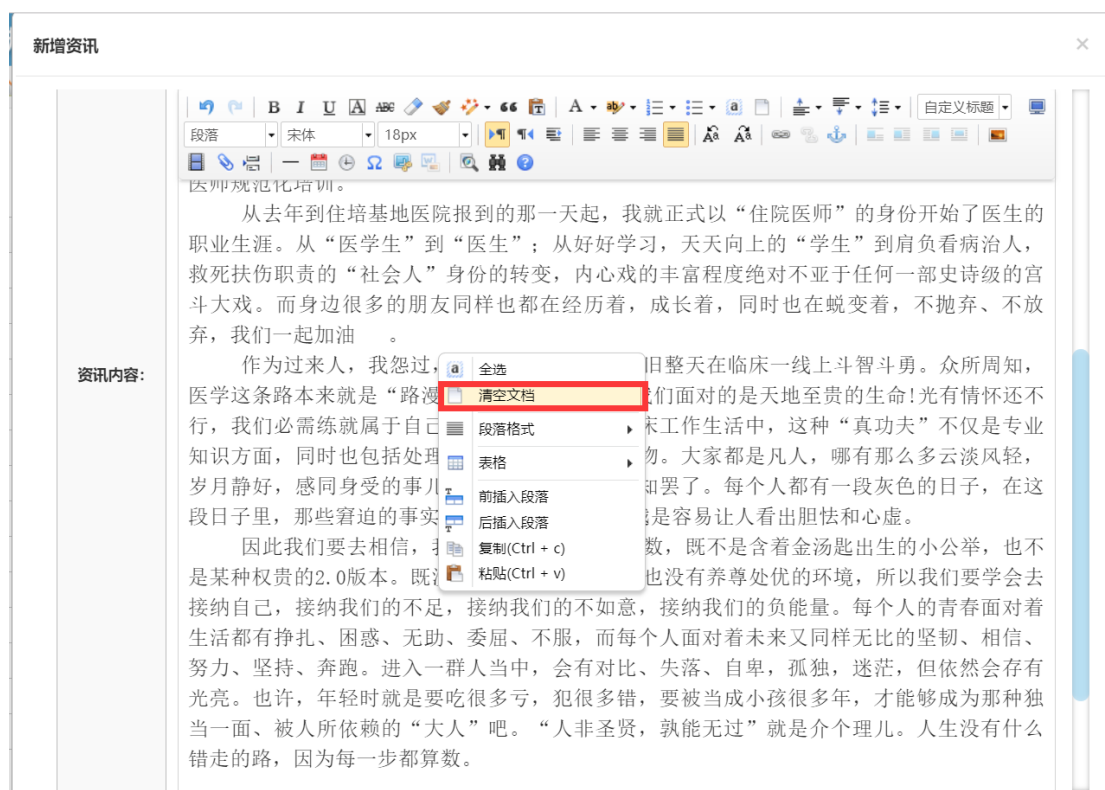 新增资讯
×
B I U A ABC A 自定义标题
段落 宋体 18px
资讯内容:
医师规范化培训。
从去年到住培基地医院报到的那一天起，我就正式以“住院医师”的身份开始了医生的
职业生涯。从“医学生”到“医生”；从好好学习，天天向上的“学生”到肩负看病治人，
救死扶伤职责的“社会人”身份的转变，内心戏的丰富程度绝对不亚于任何一部史诗级的宫
斗大戏。而身边很多的朋友同样也都在经历着，成长着，同时也在蜕变着，不抛弃、不放
弃，我们一起加油 。
作为过来人，我怨过， 旧整天在临床一线上斗智斗勇。众所周知，
医学这条路本来就是“路漫 们面对的是天地至贵的生命!光有情怀还不
行，我们必需练就属于自己 床工作生活中，这种“真功夫”不仅是专业
知识方面，同时也包括处理 物。大家都是凡人，哪有那么多云淡风轻，
岁月静好，感同身受的事儿 知罢了。每个人都有一段灰色的日子，在这
段日子里，那些窘迫的事实 是容易让人看出胆怯和心虚。
因此我们要去相信， 数，既不是含着金汤匙出生的小公举，也不
是某种权贵的2.0版本。既 也没有养尊处优的环境，所以我们要学会去
接纳自己，接纳我们的不足，接纳我们的不如意，接纳我们的负能量。每个人的青春面对着
生活都有挣扎、困惑、无助、委屈、不服，而每个人面对着未来又同样无比的坚韧、相信、
努力、坚持、奔跑。进入一群人当中，会有对比、失落、自卑，孤独，迷茫，但依然会存有
光亮。也许，年轻时就是要吃很多亏，犯很多错，要被当成小孩很多年，才能够成为那种独
当一面、被人所依赖的“大人”吧。“人非圣贤，孰能无过”就是介个理儿。人生没有什么
错走的路，因为每一步都算数。
全选
清空文档
段落格式
表格
前插入段落
后插入段落
复制(Ctrl + c)
粘贴(Ctrl + v)